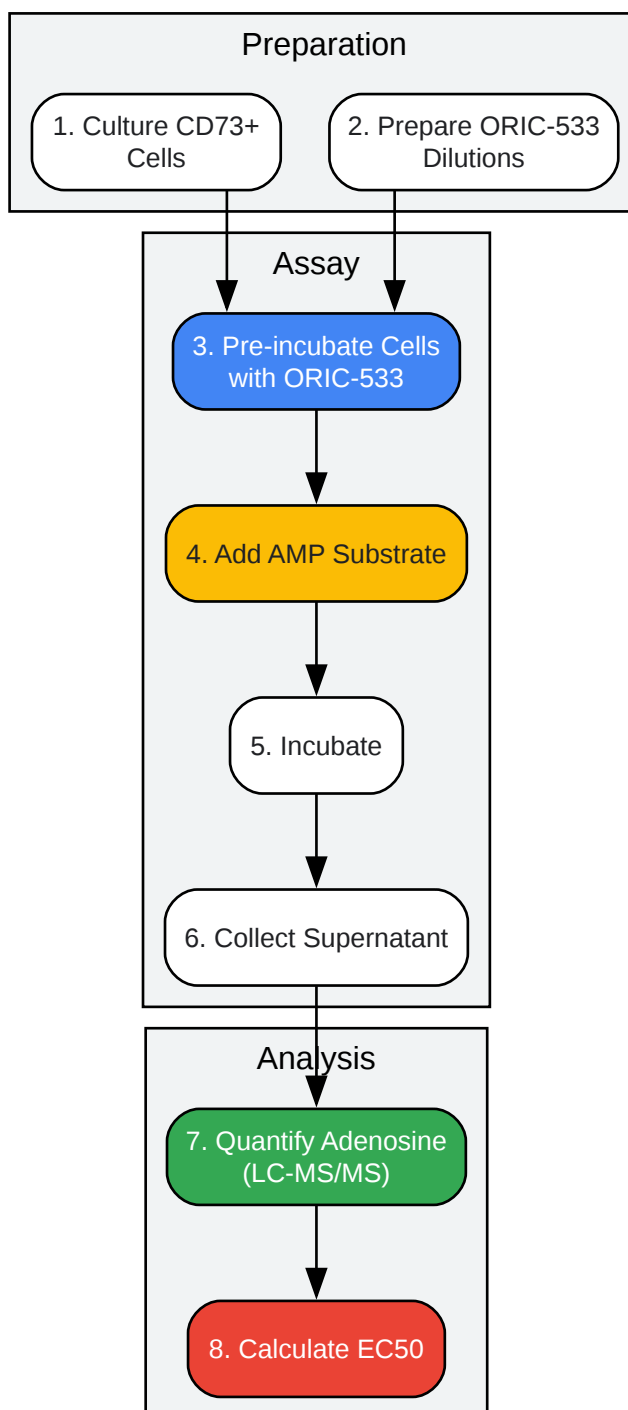 Preparation
1. Culture CD73+
Cells
2. Prepare ORIC-533
Dilutions
Assay
3. Pre-incubate Cells
with ORIC-533
4. Add AMP Substrate
5. Incubate
6. Collect Supernatant
Analysis
7. Quantify Adenosine
(LC-MS/MS)
8. Calculate EC50